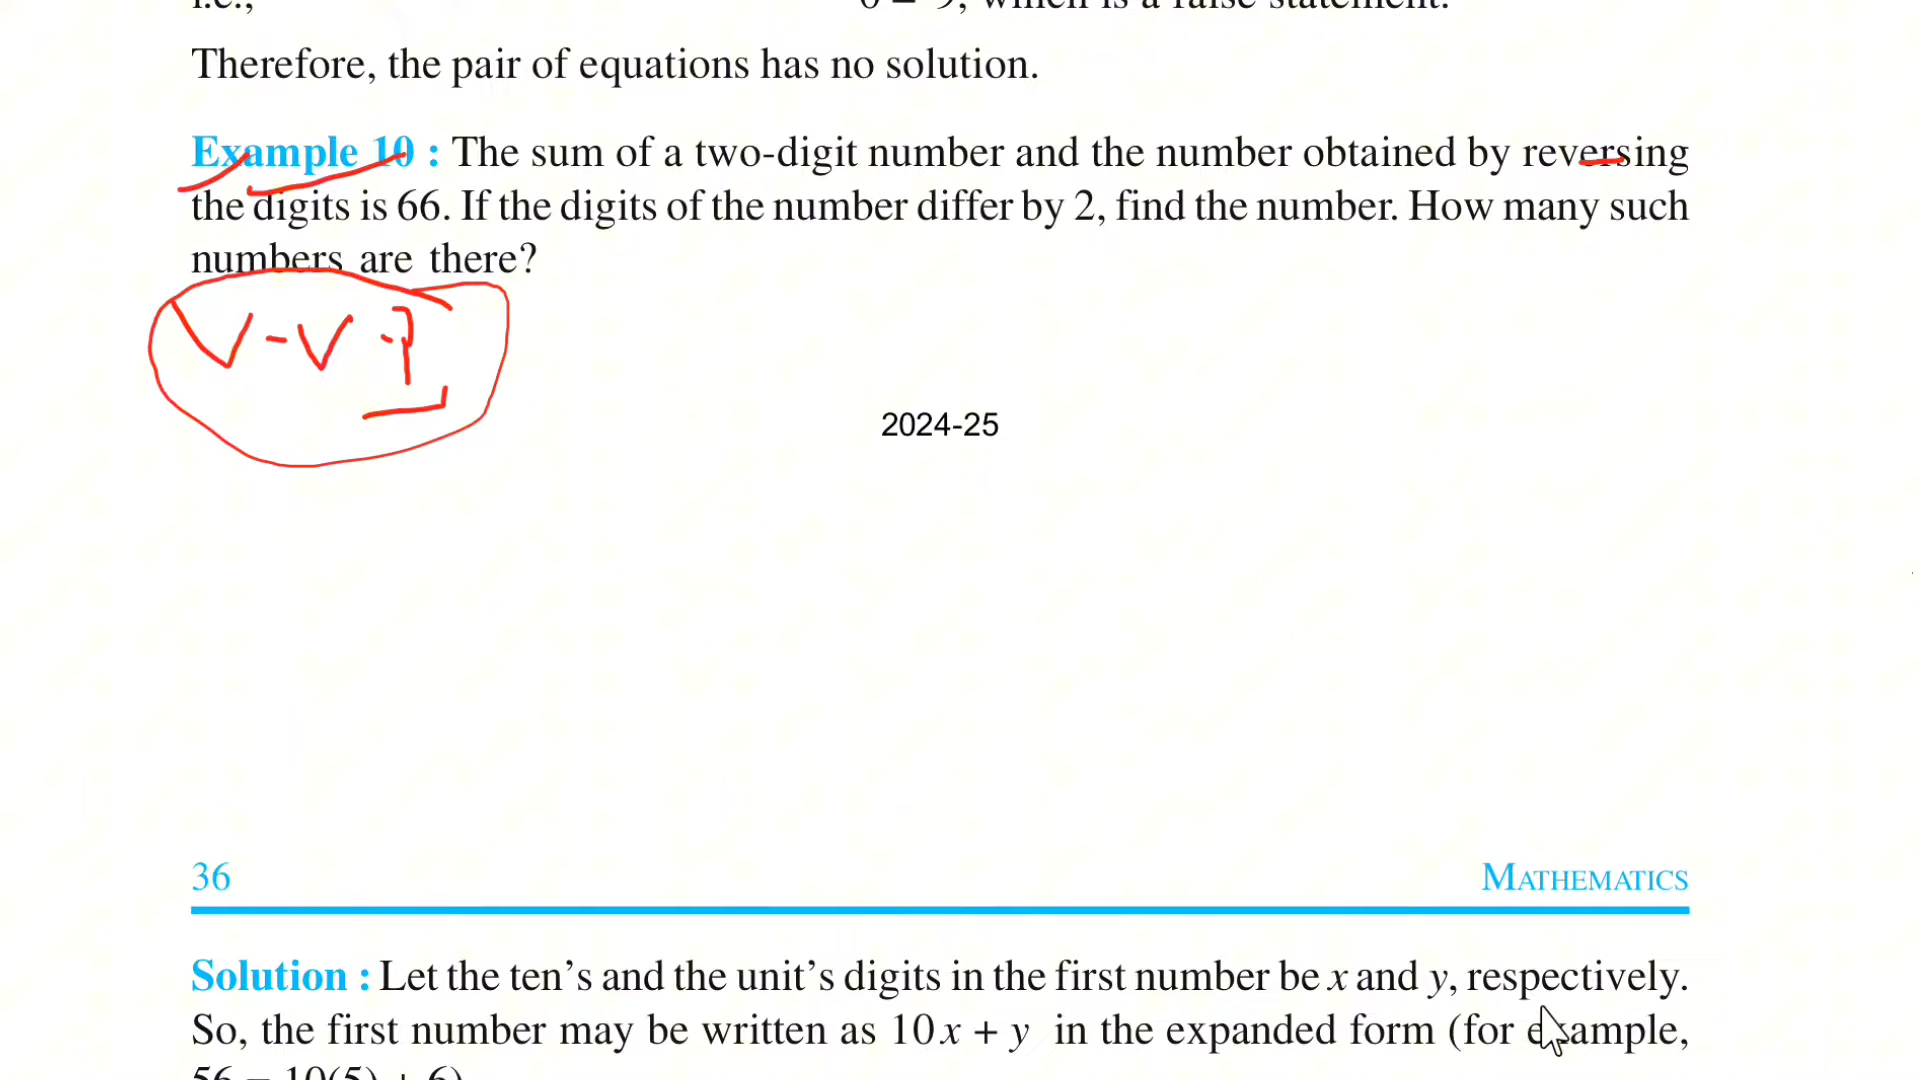 Therefore, the pair of equations has no solution.
Example 10 : The sum of a two-digit number and the number obtained by reversing
the digits is 66. If the digits of the number differ by 2, find the number. How many such
numbers are there?
V-V.I
2024-25
36 MATHEMATICS
Solution : Let the ten’s and the unit’s digits in the first number be x and y, respectively.
So, the first number may be written as 10x + y in the expanded form (for example,
56 = 10(5) + 6)